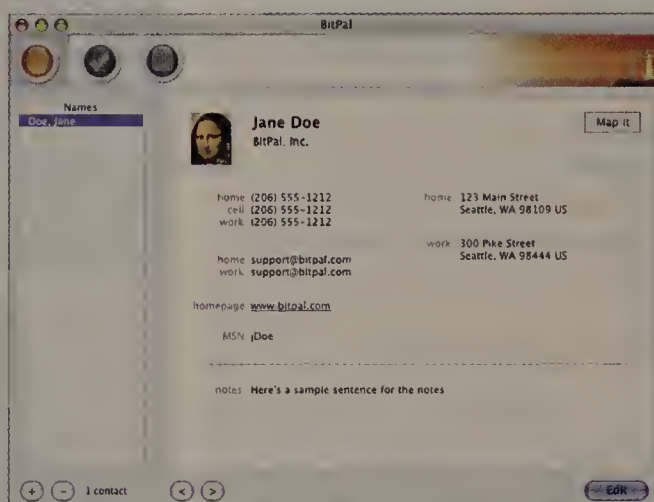 BitPal
Names
Doe, Jane
Jane Doe
BitPal, Inc.
Map It
home (206) 555-1212
cell (206) 555-1212
work (206) 555-1212
home 123 Main Street
Seattle, WA 98109 US
work 300 Pike Street
Seattle, WA 98444 US
home support@bitpal.com
work support@bitpal.com
homepage www.bitpal.com
MSN jDoe
notes Here's a sample sentence for the notes
+ - 1 contact < >
Edit